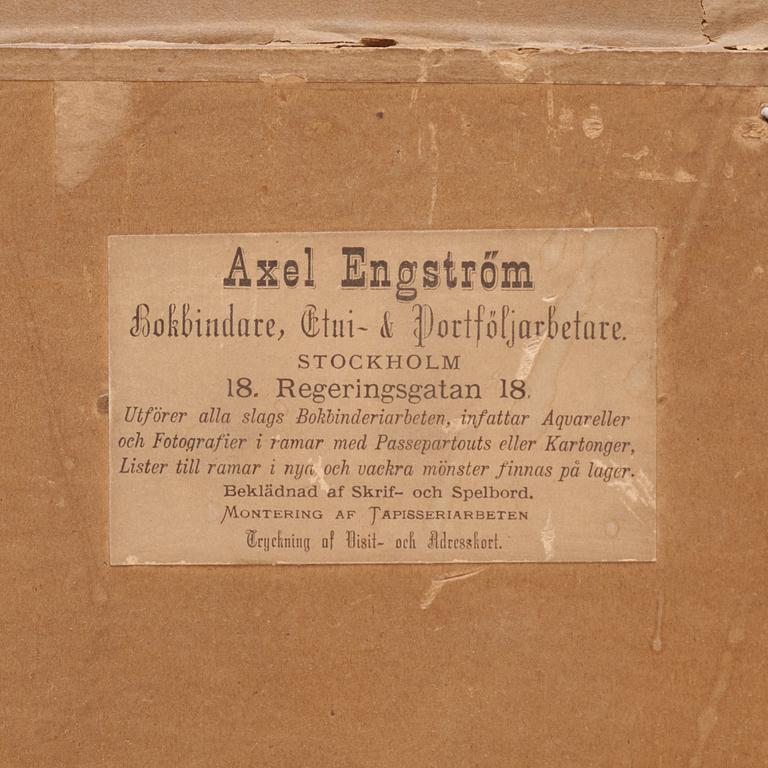 Axel Engström
Bokbindare, Etui- & Portföljarbetare.
STOCKHOLM
18. Regeringsgatan 18.
Utförer alla slags Bokbinderiarbeten, infattar Aqvareller
och Fotografier i ramar med Passepartouts eller Kartonger,
Lister till ramar i nya och vackra mönster finnas på lager.
Beklädnad af Skrif- och Spelbord.
MONTERING AF TAPISSERIARBETEN
Tryckning af Visit- och Adresskort.